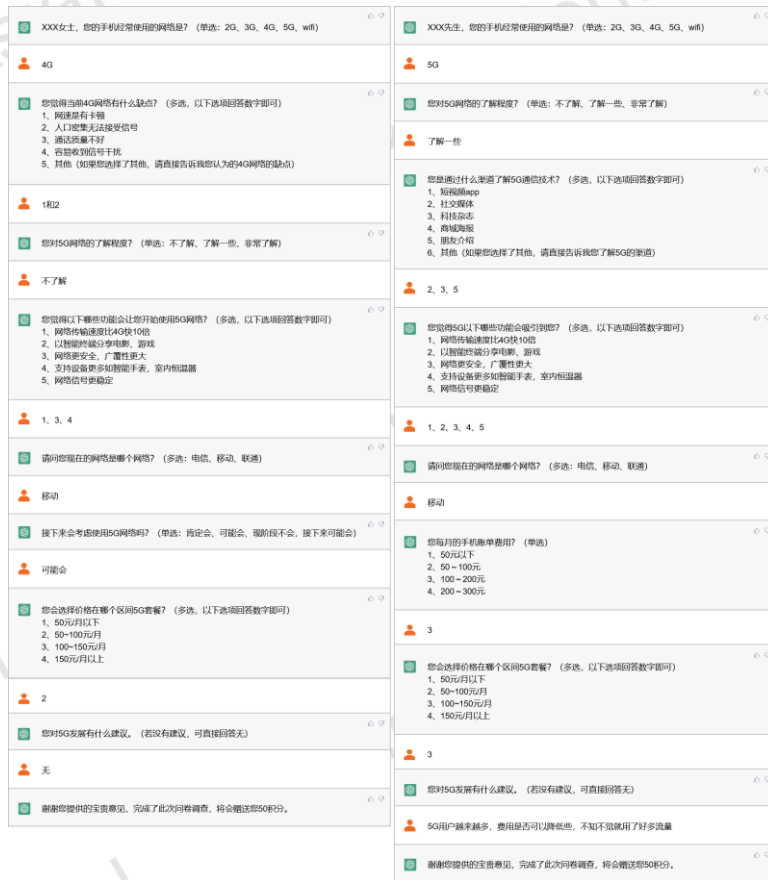 XXX女士，您的手机经常使用的网络是？（单选：2G、3G、4G、5G、wifi）
4G
您觉得当前4G网络有什么缺点？（多选，以下选项回答数字即可）
1、网速是有卡顿
2、人口密集无法接受信号
3、通话质量不好
4、容易收到信号干扰
5、其他（如果您选择了其他，请直接告诉我您认为的4G网络的缺点）
1和2
您对5G网络的了解程度？（单选：不了解、了解一些、非常了解）
不了解
您觉得以下哪些功能会让您开始使用5G网络？（多选，以下选项回答数字即可）
1、网络传输速度比4G快10倍
2、以智能终端分享电影、游戏
3、网络更安全，广覆性更大
4、支持设备更多如智能手表，室内恒温器
5、网络信号更稳定
1、3、4
请问您现在的网络是哪个网络？（多选：电信、移动、联通）
移动
接下来会考虑使用5G网络吗？（单选：肯定会、可能会、现阶段不会，接下来可能会）
可能会
您会选择价格在哪个区间5G套餐？（多选，以下选项回答数字即可）
1、50元/月以下
2、50~100元/月
3、100~150元/月
4、150元/月以上
2
您对5G发展有什么建议。（若没有建议，可直接回答无）
无
谢谢您提供的宝贵意见，完成了此次问卷调查，将会赠送您50积分。
XXX先生，您的手机经常使用的网络是？（单选：2G、3G、4G、5G、wifi）
5G
您对5G网络的了解程度？（单选：不了解、了解一些、非常了解）
了解一些
您是通过什么渠道了解5G通信技术？（多选，以下选项回答数字即可）
1、短视频app
2、社交媒体
3、科技杂志
4、商城海报
5、朋友介绍
6、其他（如果您选择了其他，请直接告诉我您了解5G的渠道）
2、3、5
您觉得5G以下哪些功能会吸引到您？（多选，以下选项回答数字即可）
1、网络传输速度比4G快10倍
2、以智能终端分享电影、游戏
3、网络更安全，广覆性更大
4、支持设备更多如智能手表，室内恒温器
5、网络信号更稳定
1、2、3、4、5
请问您现在的网络是哪个网络？（多选：电信、移动、联通）
移动
您每月的手机账单费用？（单选）
1、50元以下
2、50～100元
3、100～200元
4、200～300元
3
您会选择价格在哪个区间5G套餐？（多选，以下选项回答数字即可）
1、50元/月以下
2、50~100元/月
3、100~150元/月
4、150元/月以上
3
您对5G发展有什么建议。（若没有建议，可直接回答无）
5G用户越来越多，费用是否可以降低些，不知不觉就用了好多流量
谢谢您提供的宝贵意见，完成了此次问卷调查，将会赠送您50积分。